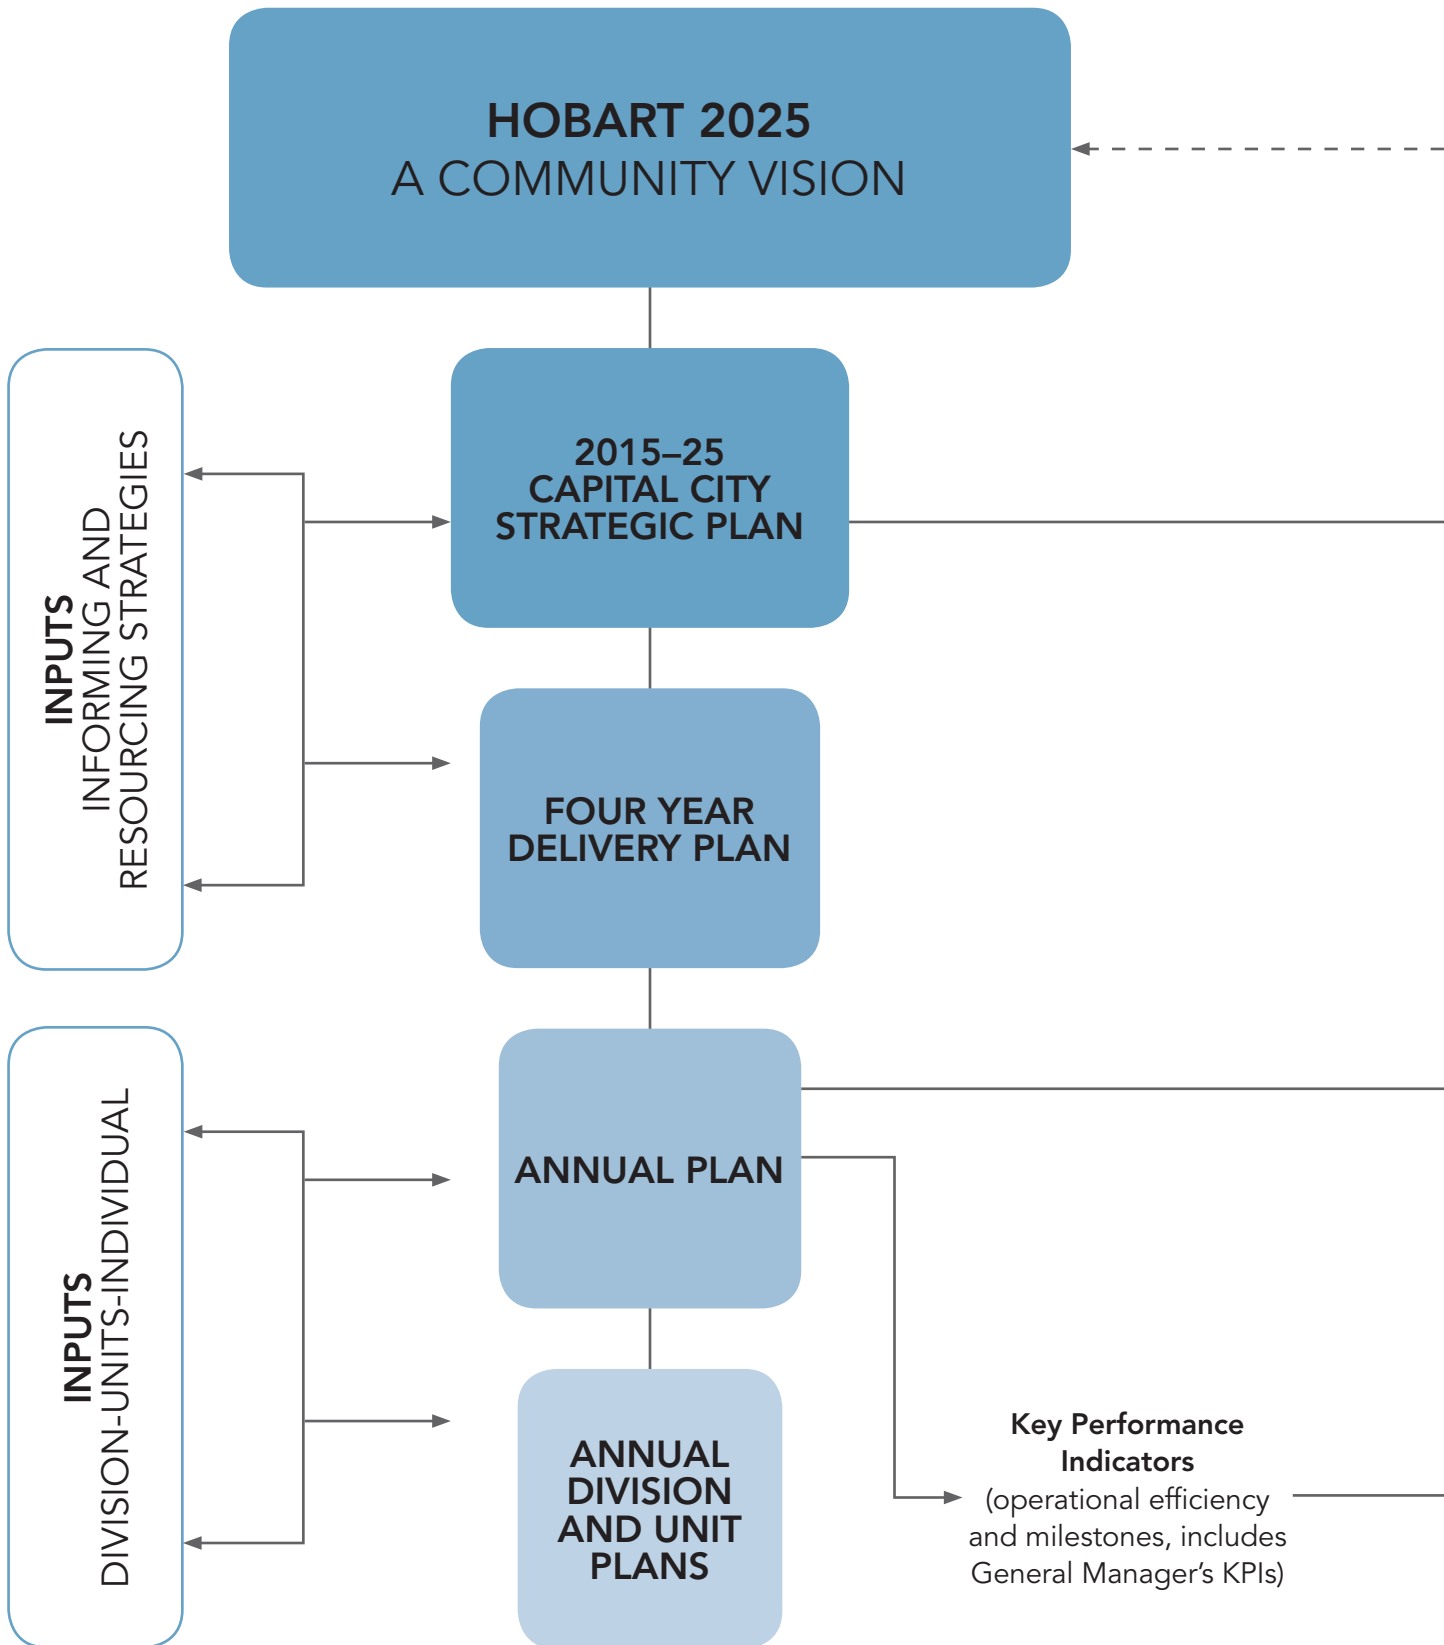 HOBART 2025
A COMMUNITY VISION
INPUTS
INFORMING AND
RESOURCING STRATEGIES
2015–25
CAPITAL CITY
STRATEGIC PLAN
FOUR YEAR
DELIVERY PLAN
INPUTS
DIVISION-UNITS-INDIVIDUAL
ANNUAL PLAN
ANNUAL
DIVISION
AND UNIT
PLANS
Key Performance
Indicators
(operational efficiency
and milestones, includes
General Manager’s KPIs)